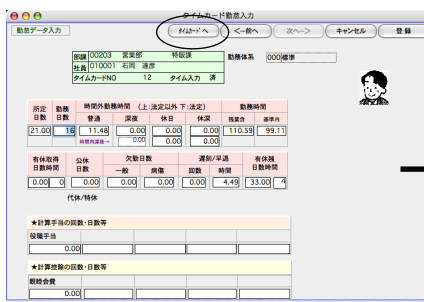 タイムカード勤怠入力
勤怠データ入力 タイムカードへ <--前へ 次へ--> キャンセル 登 録
部課 00203 営業部 特販課 勤務体系 000 標準
社員 010001 石岡 達彦
タイムカードNO 12 タイム入力 済
所定日数 勤務日数 時間外勤務時間 (上:法定以外 下:法定) 勤務時間
普通 深夜 休日 休深 残業含 基準内
21.00 16 11.48 0.00 0.00 0.00 110.59 99.11
時間内深夜→ 0.00 0.00 0.00
有休取得日数時間 公休日数 欠勤日数 遅刻/早退 有休残日数時間
一般 病傷 回数 時間
0.00 0 0.00 0.00 0.00 0.00 4.49 33.00 4
代休/特休
★計算手当の回数・日数等
役職手当
0.00
★計算控除の回数・日数等
親睦会費
0.00